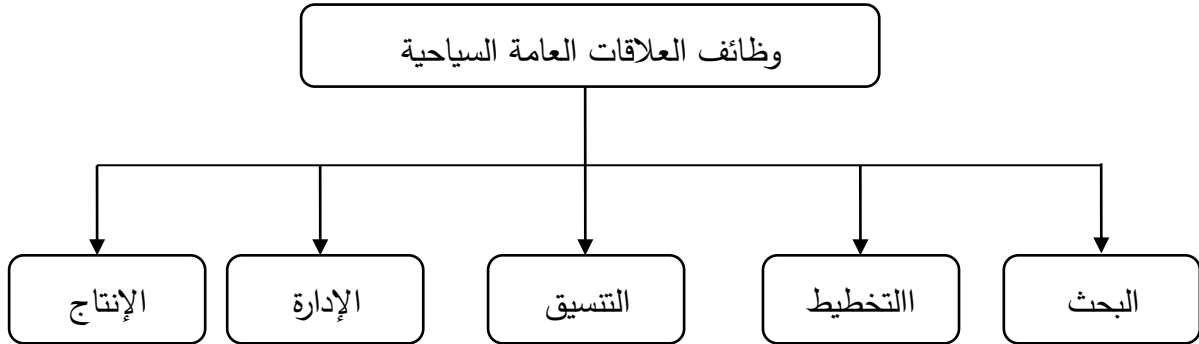 وظائف العلاقات العامة السياحية
البحث
االتخطيط
التنسيق
الإدارة
الإنتاج